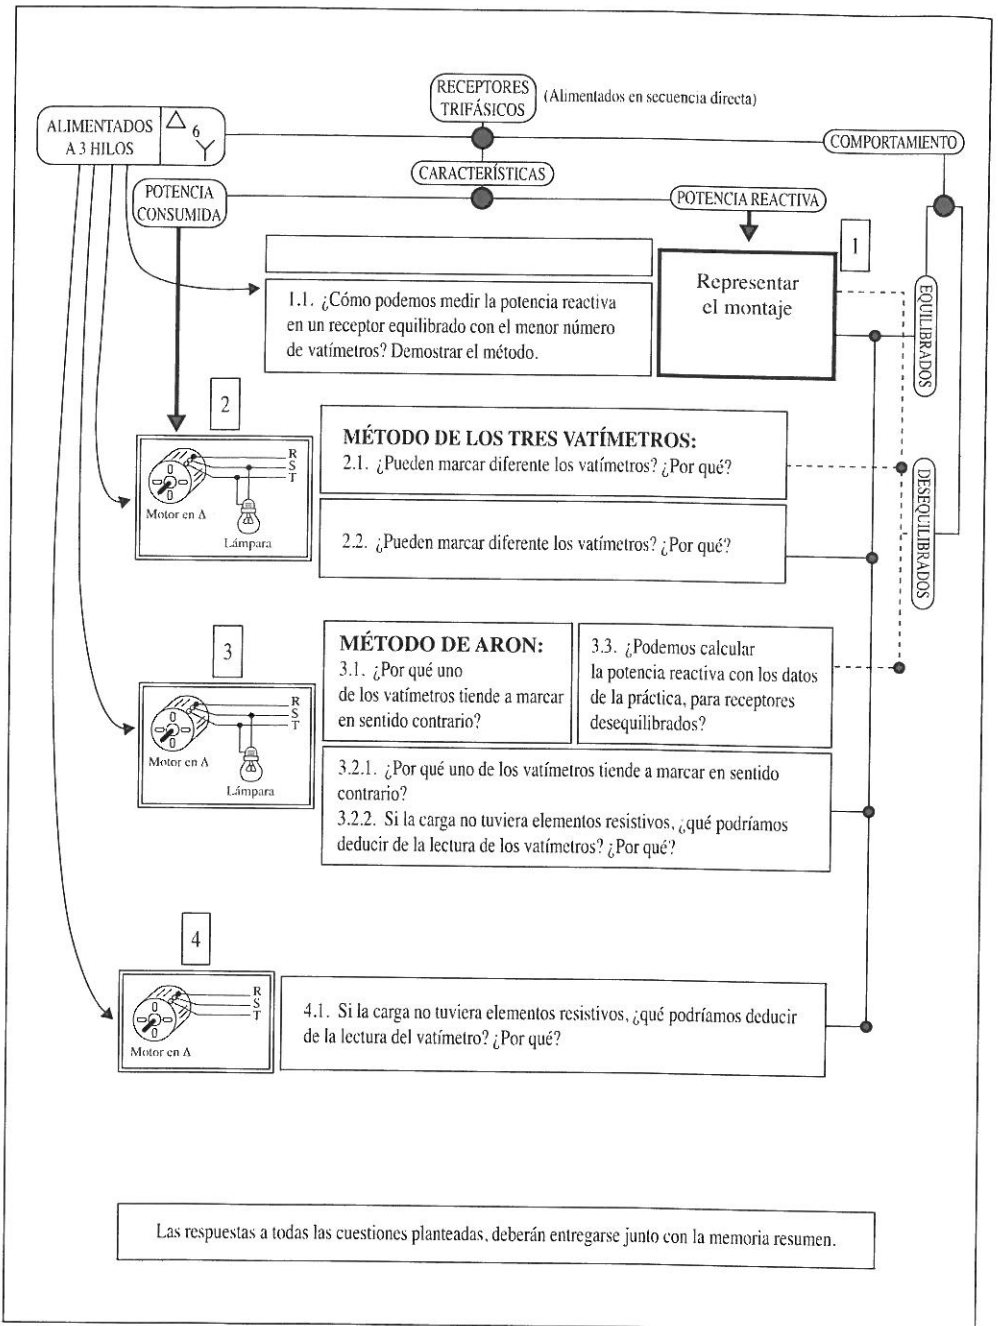 RECEPTORES
TRIFÁSICOS
(Alimentados en secuencia directa)
ALIMENTADOS
A 3 HILOS
6
COMPORTAMIENTO
CARACTERÍSTICAS
POTENCIA
CONSUMIDA
POTENCIA REACTIVA
1
1.1. ¿Cómo podemos medir la potencia reactiva
en un receptor equilibrado con el menor número
de vatímetros? Demostrar el método.
Representar
el montaje
EQUILIBRADOS
2
R
S
T
Motor en Δ
Lámpara
MÉTODO DE LOS TRES VATÍMETROS:
2.1. ¿Pueden marcar diferente los vatímetros? ¿Por qué?
2.2. ¿Pueden marcar diferente los vatímetros? ¿Por qué?
DESEQUILIBRADOS
3
R
S
T
Motor en Δ
Lámpara
MÉTODO DE ARON:
3.1. ¿Por qué uno
de los vatímetros tiende a marcar
en sentido contrario?
3.3. ¿Podemos calcular
la potencia reactiva con los datos
de la práctica, para receptores
desequilibrados?
3.2.1. ¿Por qué uno de los vatímetros tiende a marcar en sentido
contrario?
3.2.2. Si la carga no tuviera elementos resistivos, ¿qué podríamos
deducir de la lectura de los vatímetros? ¿Por qué?
4
R
S
T
Motor en Δ
4.1. Si la carga no tuviera elementos resistivos, ¿qué podríamos deducir
de la lectura del vatímetro? ¿Por qué?
Las respuestas a todas las cuestiones planteadas, deberán entregarse junto con la memoria resumen.